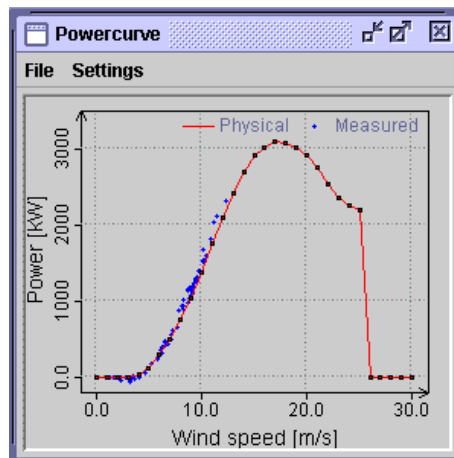 Powercurve
File Settings
Physical Measured
Power [kW]
3000
2000
1000
0.0
0.0 10.0 20.0 30.0
Wind speed [m/s]